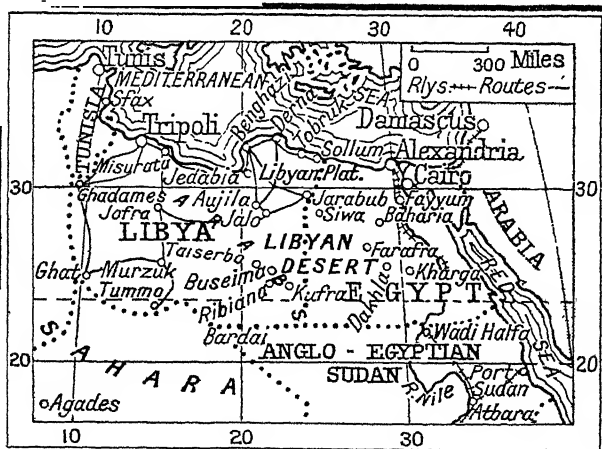 10 20 30 40
0 300 Miles
Rlys. Routes
Tunis
MEDITERRANEAN SEA
Sfax
TUNISIA
Benghazi
Derna
Tobruk
Damascus
Tripoli
Sollum
Alexandria
Misurata
Jedabia
Libyan Plat.
Cairo
30 30
Ghadames
Jofra
Aujila
Jalo
Jarabub
Siwa
Fayyum
Baharia
ARABIA
LIBYA
LIBYAN
DESERT
Farafra
Ghat
Murzuk
Taiserbo
Buseima
Kharga
Tummo
Ribiana
Kufra
EGYPT
Dakhla
RED SEA
Bardai
Wadi Halfa
20 20
SAHARA
ANGLO-EGYPTIAN
SUDAN
R. Nile
Port
Sudan
Atbara
Agades
10 20 30